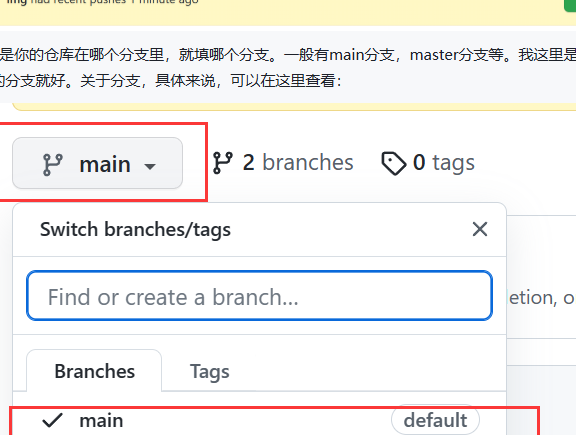 img had recent pushes 1 minute ago
是你的仓库在哪个分支里，就填哪个分支。一般有main分支，master分支等。我这里是
的分支就好。关于分支，具体来说，可以在这里查看：
main 2 branches 0 tags
Switch branches/tags
Find or create a branch...
etion, o
Branches Tags
main default